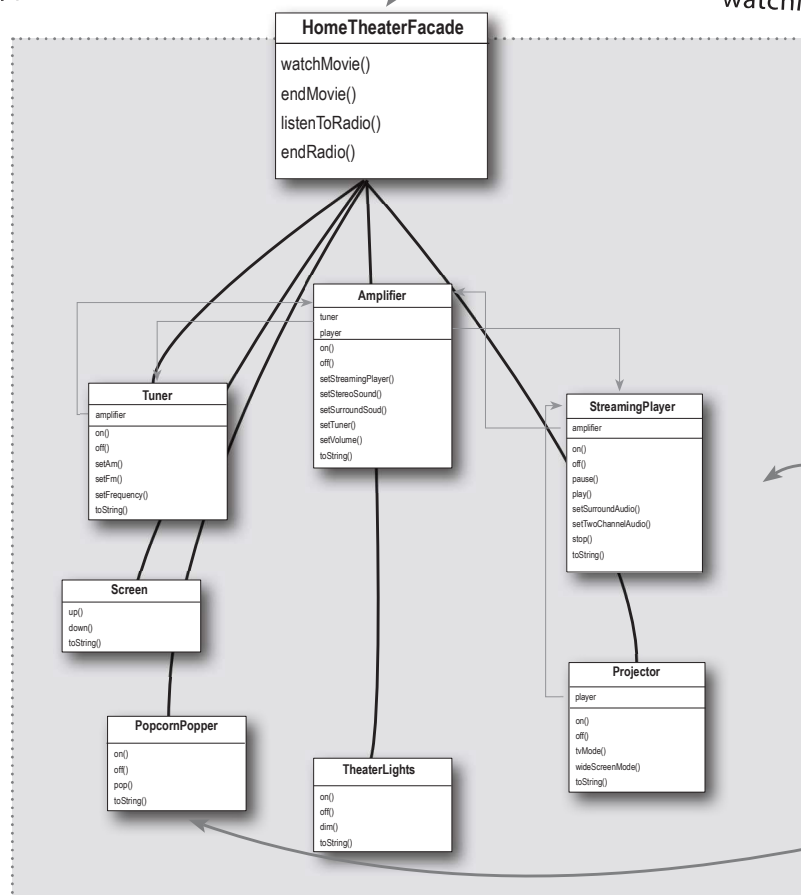 HomeTheaterFacade
watchMovie()
endMovie()
listenToRadio()
endRadio()
Amplifier
tuner
player
on()
off()
setStreamingPlayer()
setStereoSound()
setSurroundSoud()
setTuner()
setVolume()
toString()
Tuner
amplifier
on()
off()
setAm()
setFm()
setFrequency()
toString()
StreamingPlayer
amplifier
on()
off()
pause()
play()
setSurroundAudio()
setTwoChannelAudio()
stop()
toString()
Screen
up()
down()
toString()
Projector
player
on()
off()
tvMode()
wideScreenMode()
toString()
PopcornPopper
on()
off()
pop()
toString()
TheaterLights
on()
off()
dim()
toString()